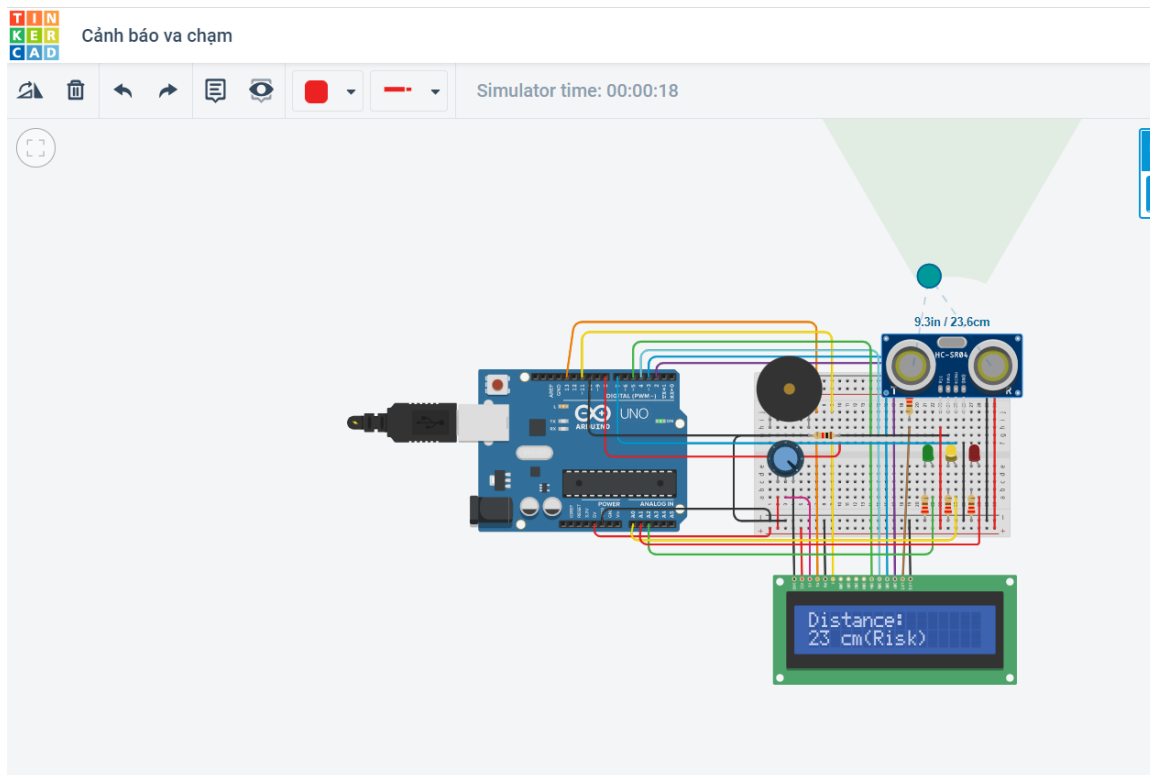 TIN
KER
CAD
Cảnh báo va chạm
Simulator time: 00:00:18
9.3in / 23,6cm
HC-SR04
DIGITAL (PWM~)
UNO
ARDUINO
POWER
ANALOG IN
Distance:
23 cm(Risk)